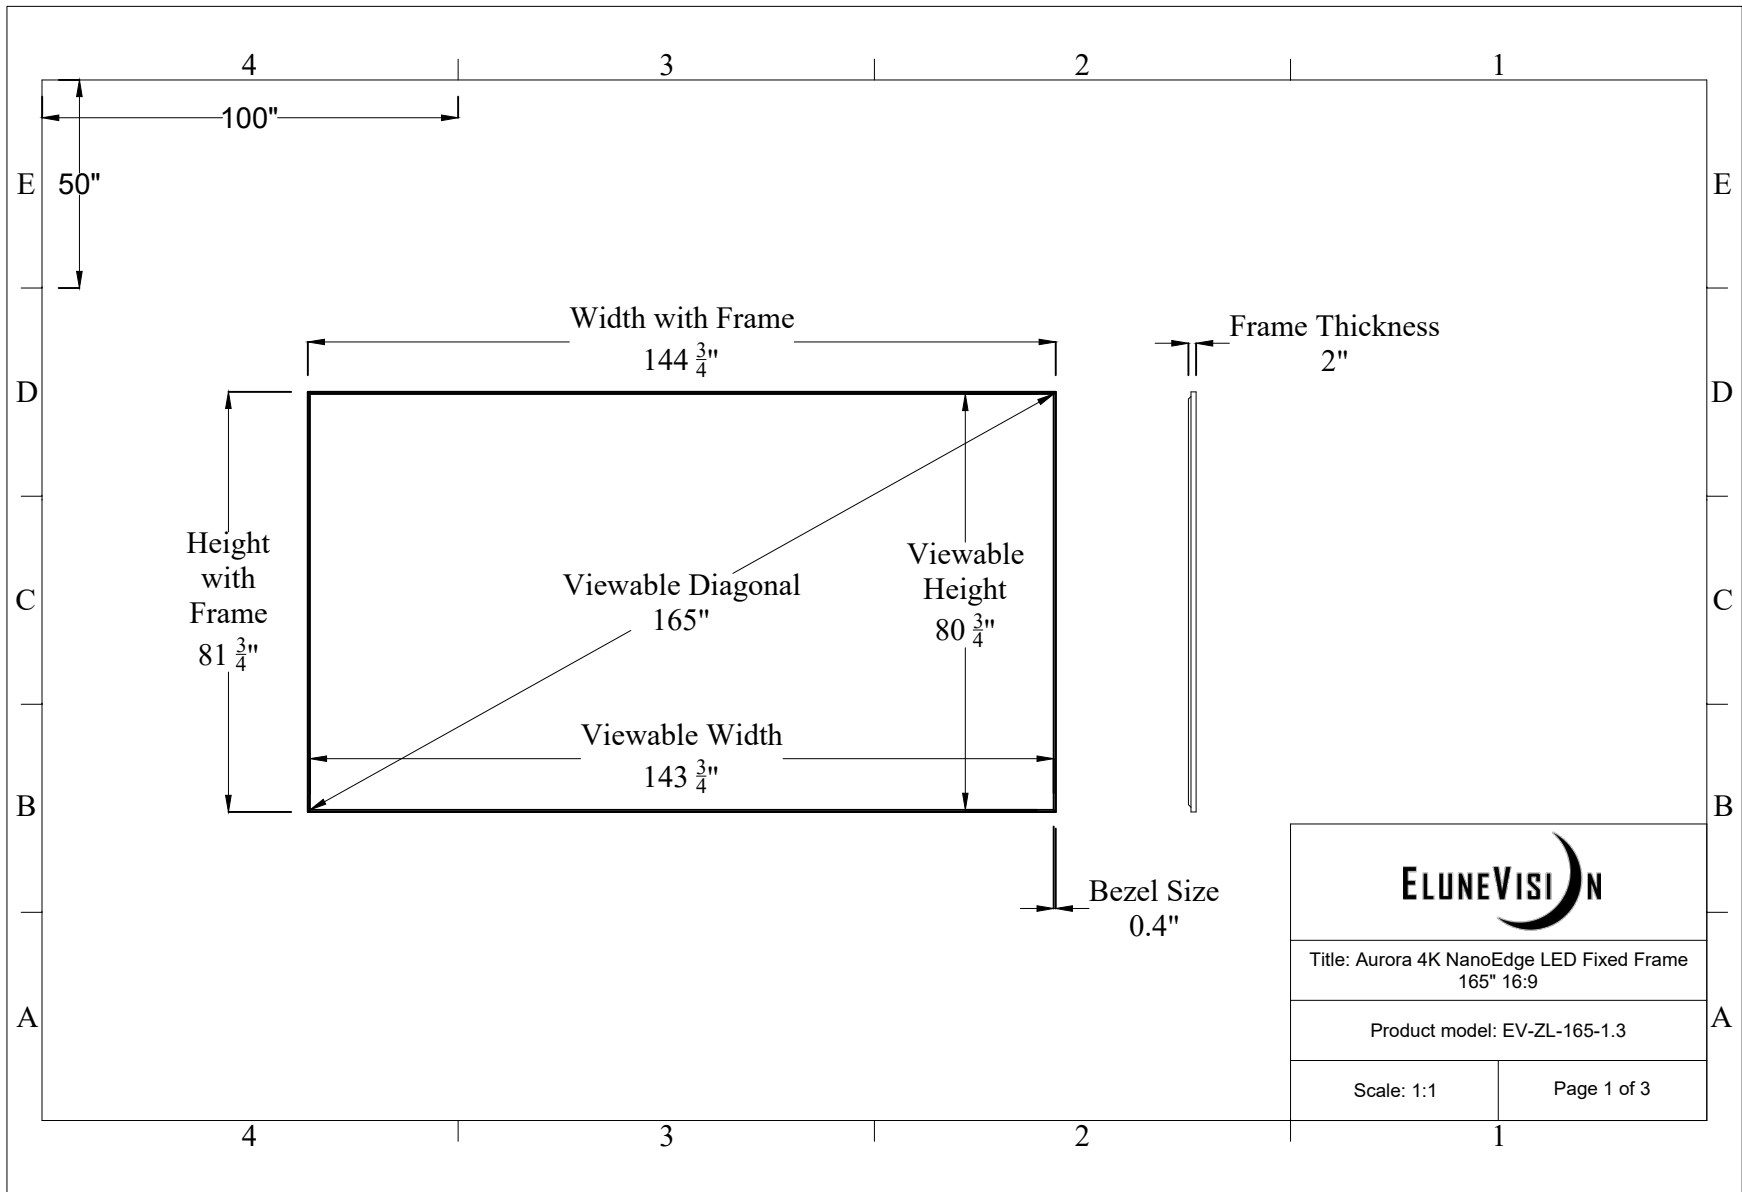 4 3 2 1
100"
E 50" E
Width with Frame
144 3/4"
Frame Thickness
2"
D D
Height
with
Frame
81 3/4"
Viewable Diagonal
165"
Viewable
Height
80 3/4"
C C
Viewable Width
143 3/4"
B B
Bezel Size
0.4"
ELUNEVISION
Title: Aurora 4K NanoEdge LED Fixed Frame
165" 16:9
A A
Product model: EV-ZL-165-1.3
Scale: 1:1 Page 1 of 3
4 3 2 1